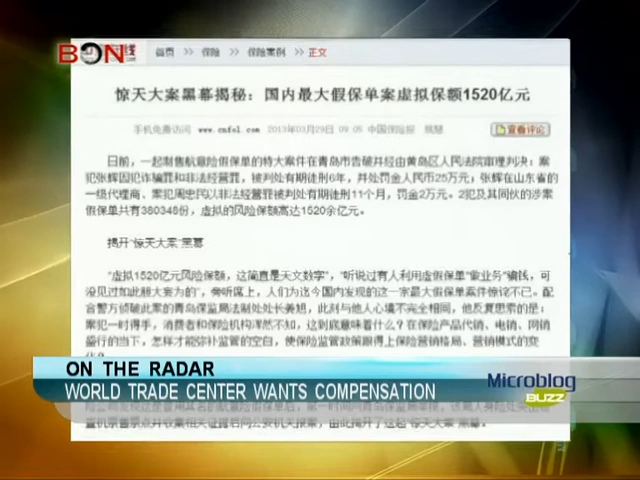 BON
首页 >> 保险 >> 保险案例 >> 正文
惊天大案黑幕揭秘：国内最大假保单案虚拟保额1520亿元
手机免费访问 www.cnfol.com 2013年03月29日 09:05 中国保险报 查看评论
日前，一起制售航意险假保单的特大案件在青岛市告破并经由黄岛区人民法院审理判决：案
犯张辉因犯诈骗罪和非法经营罪，被判处有期徒刑6年，并处罚金人民币25万元；张辉在山东省的
一级代理商、案犯周忠民以非法经营罪被判处有期徒刑11个月，罚金2万元。2犯及其同伙的涉案
假保单共有380348份，虚拟的风险保额高达1520余亿元。
揭开“惊天大案”黑幕
“虚拟1520亿元风险保额，这简直是天文数字”，“听说过有人利用虚假保单“做业务”骗钱，可
没见过如此胆大妄为的”，旁听席上，人们为迄今国内发现的这一宗最大假保单案件惊诧不已。配
合警方侦破此案的青岛保监局法制处处长姜旭，此刻与他人心境不完全相同，他反复思索的是：
案犯一时得手，消费者和保险机构浑然不知，这到底意味着什么？在保险产品代销、电销、网销
盛行的当下，怎样才能弥补监管的空白，使保险监管政策跟得上保险营销格局、营销模式的变
ON THE RADAR
WORLD TRADE CENTER WANTS COMPENSATION
Microblog
BUZZ